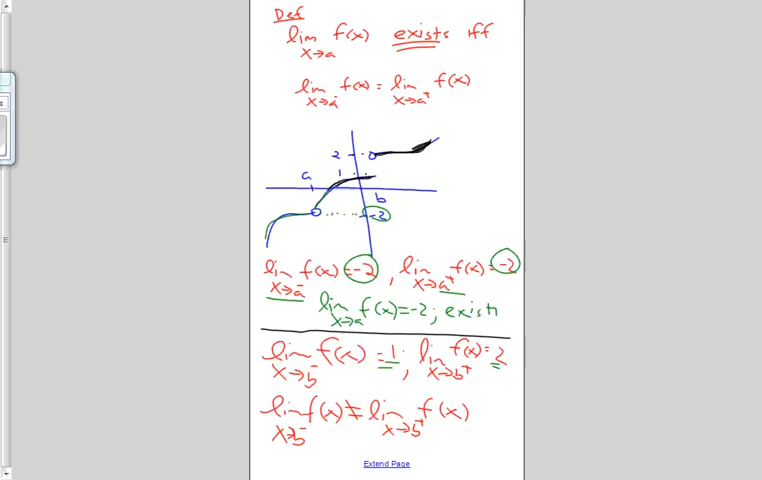 Def
lim f(x) exists iff
x→a
lim f(x) = lim f(x)
x→a⁻ x→a⁺
2
a 1
b
-2
lim f(x) = -2 , lim f(x) = -2
x→a⁻ x→a⁺
lim f(x) = -2; exists
x→a
lim f(x) = 1 , lim f(x) = 2
x→b⁻ x→b⁺
lim f(x) ≠ lim f(x)
x→b⁻ x→b⁺
Extend Page